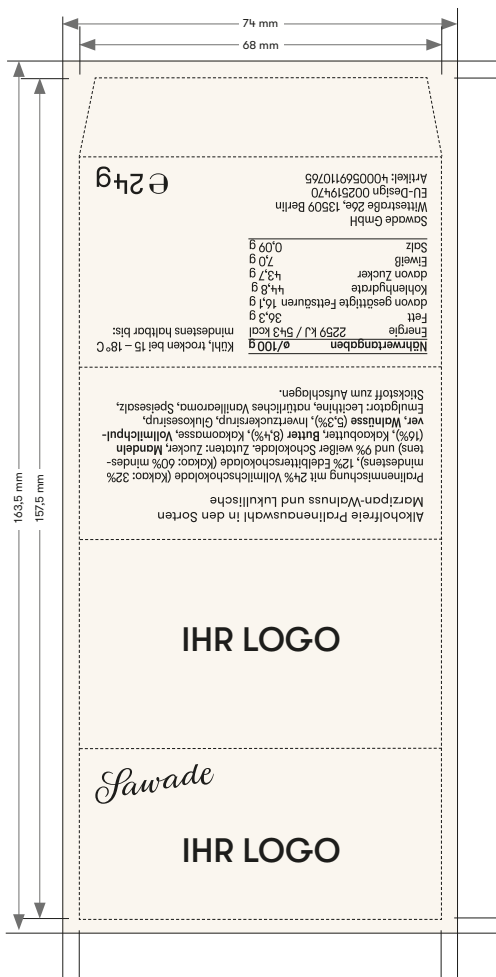 74 mm
68 mm
163,5 mm
157,5 mm
Alkoholfreie Pralinenauswahl in den Sorten
Marzipan-Walnuss und Lukullische
Pralinenmischung mit 24% Vollmilchschokolade (Kakao: 32%
mindestens), 12% Edelbitterschokolade (Kakao: 60% mindes-
tens) und 9% weißer Schokolade. Zutaten: Zucker, Mandeln
(16%), Kakaobutter, Butter (8,4%), Kakaomasse, Vollmilchpul-
ver, Walnüsse (5,3%), Invertzuckersirup, Glukosesirup,
Emulgator: Lecithine, natürliches Vanillearoma, Speisesalz,
Stickstoff zum Aufschlagen.
Nährwertangaben ø/100 g
Energie 2259 kJ / 543 kcal
Fett 36,3 g
davon gesättigte Fettsäuren 16,1 g
Kohlenhydrate 44,8 g
davon Zucker 43,7 g
Eiweiß 7,0 g
Salz 0,09 g
Kühl, trocken bei 15 – 18°C
mindestens haltbar bis:
Sawade GmbH
Wittestraße 26e, 13509 Berlin
EU-Design 002519470
Artikel: 4000569110765
℮24g
IHR LOGO
Sawade
IHR LOGO